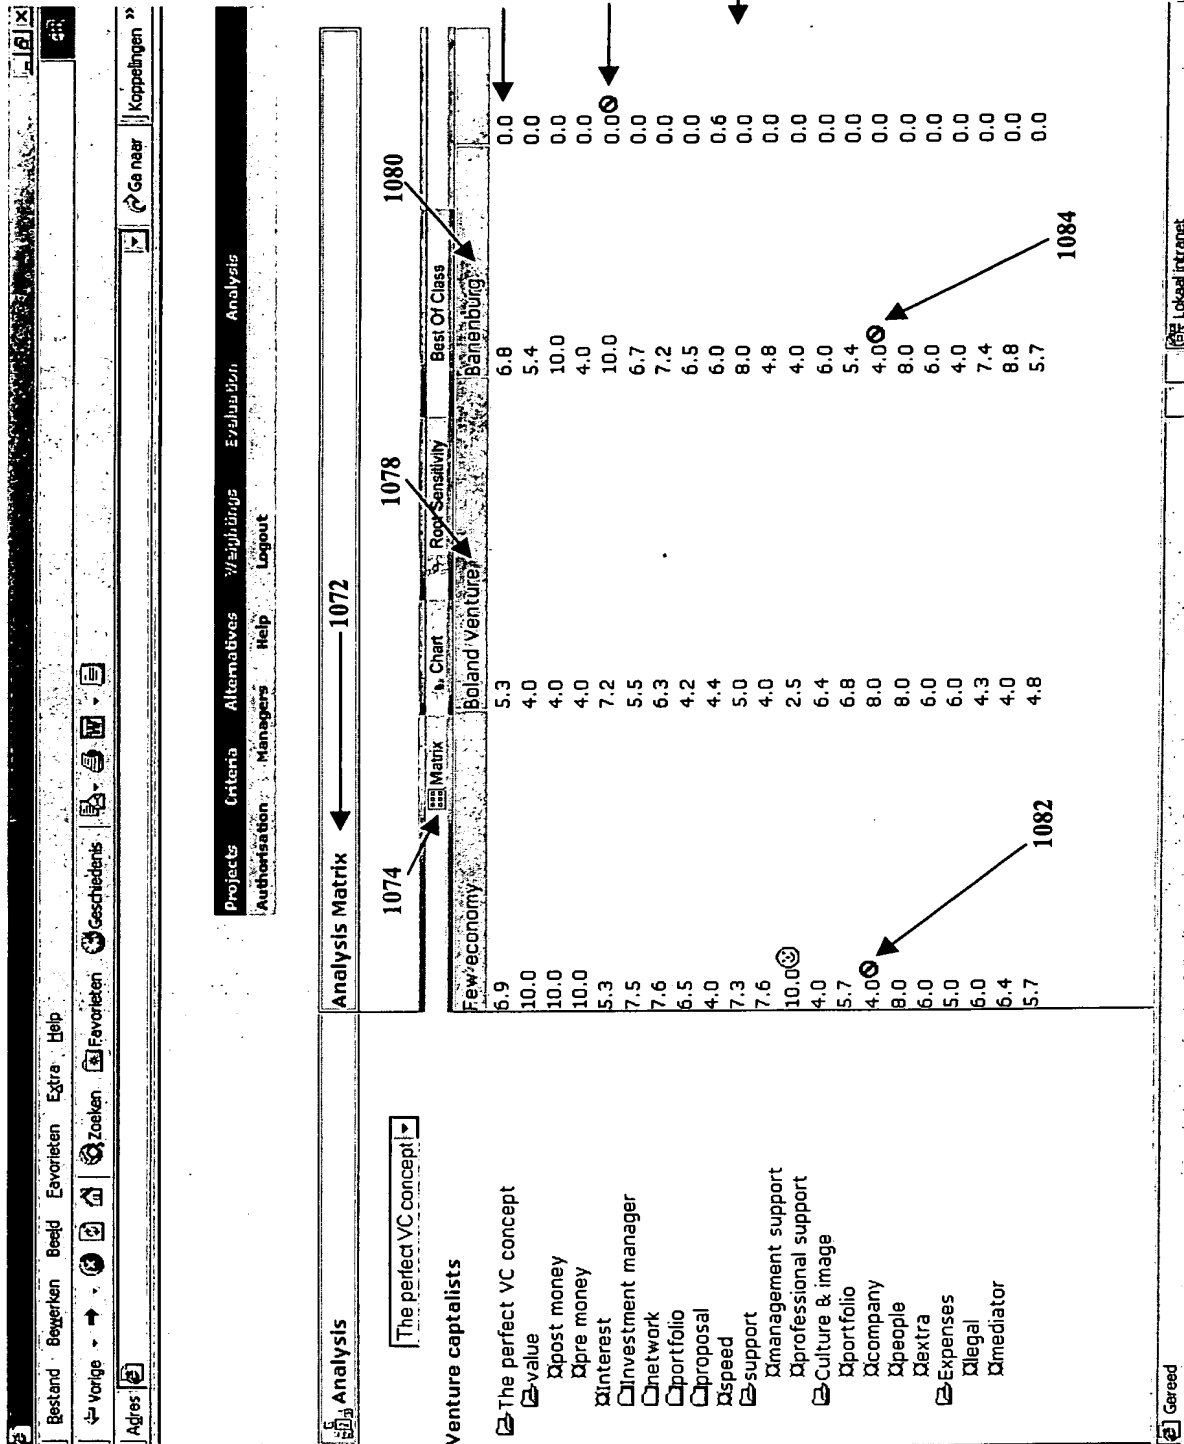 Bestand Bewerken Beeld Favorieten Extra Help
Vorige Zoeken Favorieten Geschiedenis
Adres Ga naar Koppelingen »
Projects Criteria Alternatives Weightings Evaluation Analysis
Authorisation Managers Help Logout
Analysis Analysis Matrix 1072
The perfect VC concept 1074 1078 1080
Matrix Chart Root Sensitivity Best Of Class
Venture captalists Few economy Boland Venture Banenburg
The perfect VC concept 6.9 5.3 6.8 0.0
value 10.0 4.0 5.4 0.0
post money 10.0 4.0 10.0 0.0
pre money 10.0 4.0 4.0 0.0
Interest 5.3 7.2 10.0 0.0
Investment manager 7.5 5.5 6.7 0.0
network 7.6 6.3 7.2 0.0
portfolio 6.5 4.2 6.5 0.0
proposal 4.0 4.4 6.0 0.6
speed 7.3 5.0 8.0 0.0
support 7.6 4.0 4.8 0.0
management support 10.0 2.5 4.0 0.0
professional support 4.0 6.4 6.0 0.0
Culture & image 5.7 6.8 5.4 0.0
portfolio 4.0 8.0 4.0 0.0
company 8.0 8.0 8.0 0.0
people 6.0 6.0 6.0 0.0
extra 5.0 6.0 4.0 0.0
Expenses 6.0 4.3 7.4 0.0
legal 6.4 4.0 8.8 0.0
mediator 5.7 4.8 5.7 0.0
1082 1084
Gereed Lokaal intranet